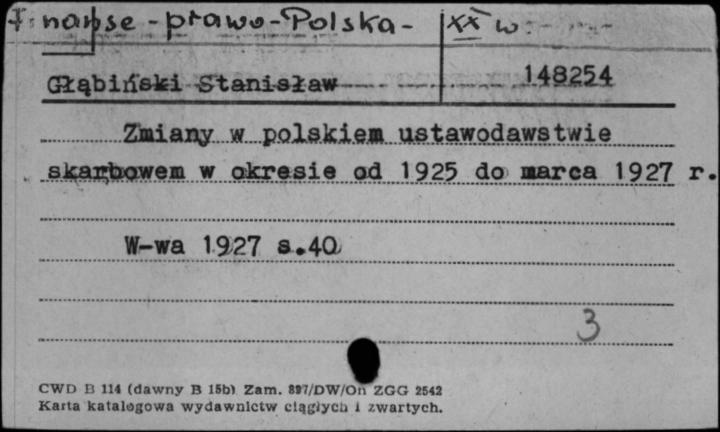 Finanse - prawo - Polska - XX w.
Głąbiński Stanisław 148254
Zmiany w polskiem ustawodawstwie
skarbowem w okresie od 1925 do marca 1927 r.
W-wa 1927 s.40
3
CWD B 114 (dawny B 15b) Zam. 897/DW/On ZGG 2542
Karta katalogowa wydawnictw ciągłych i zwartych.